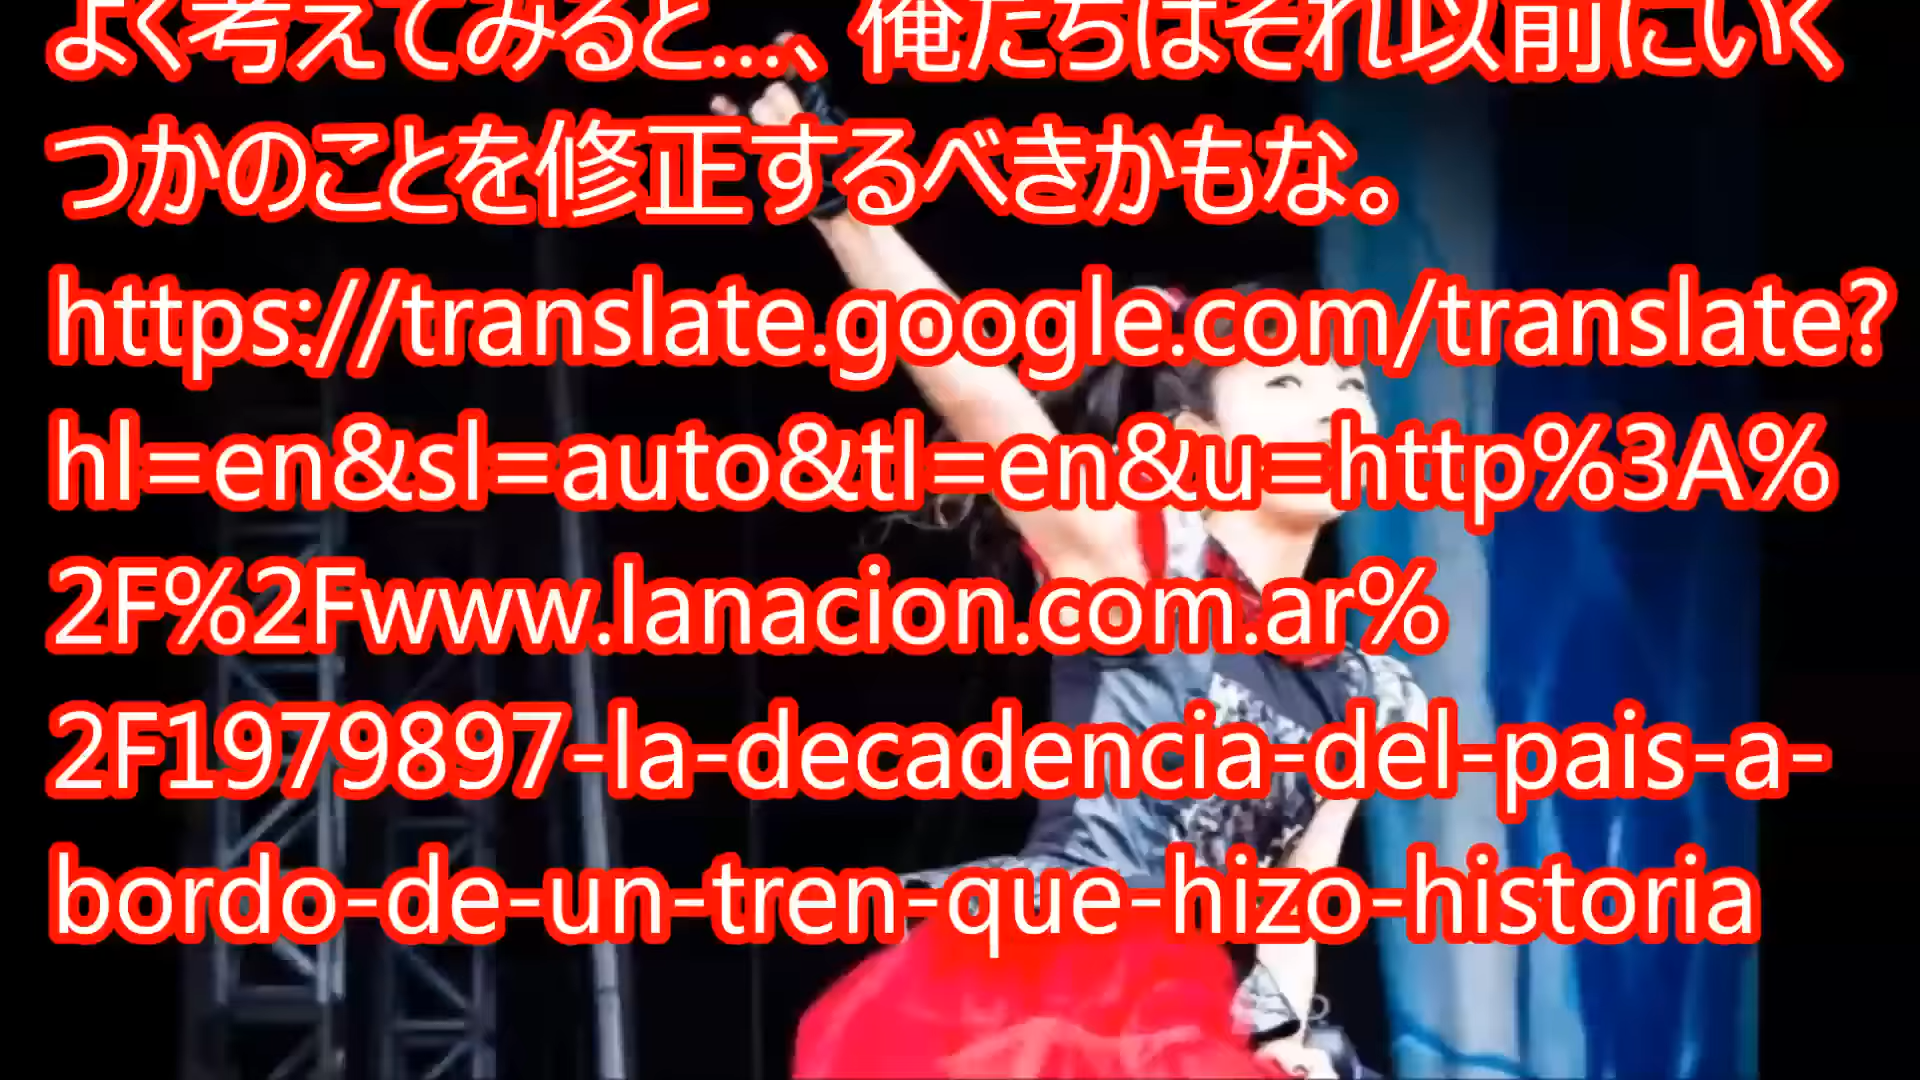 よく考えてみると…、俺たちはそれ以前にいく
つかのことを修正するべきかもな。
https://translate.google.com/translate?
hl=en&sl=auto&tl=en&u=http%3A%
2F%2Fwww.lanacion.com.ar%
2F1979897-la-decadencia-del-pais-a-
bordo-de-un-tren-que-hizo-historia